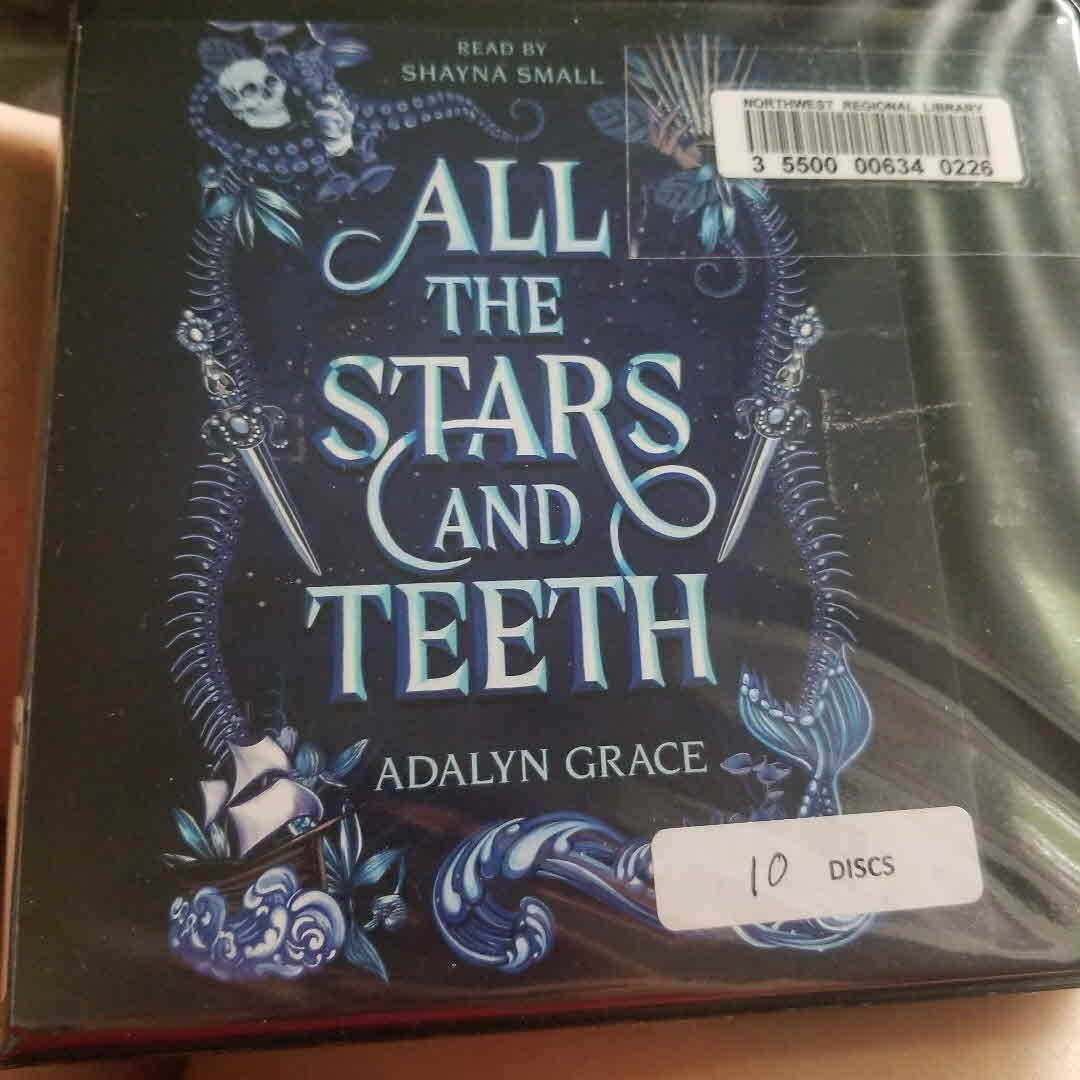 READ BY
SHAYNA SMALL
NORTHWEST REGIONAL LIBRARY
3 5500 00634 0226
ALL
THE
STARS
AND
TEETH
ADALYN GRACE
10 DISCS